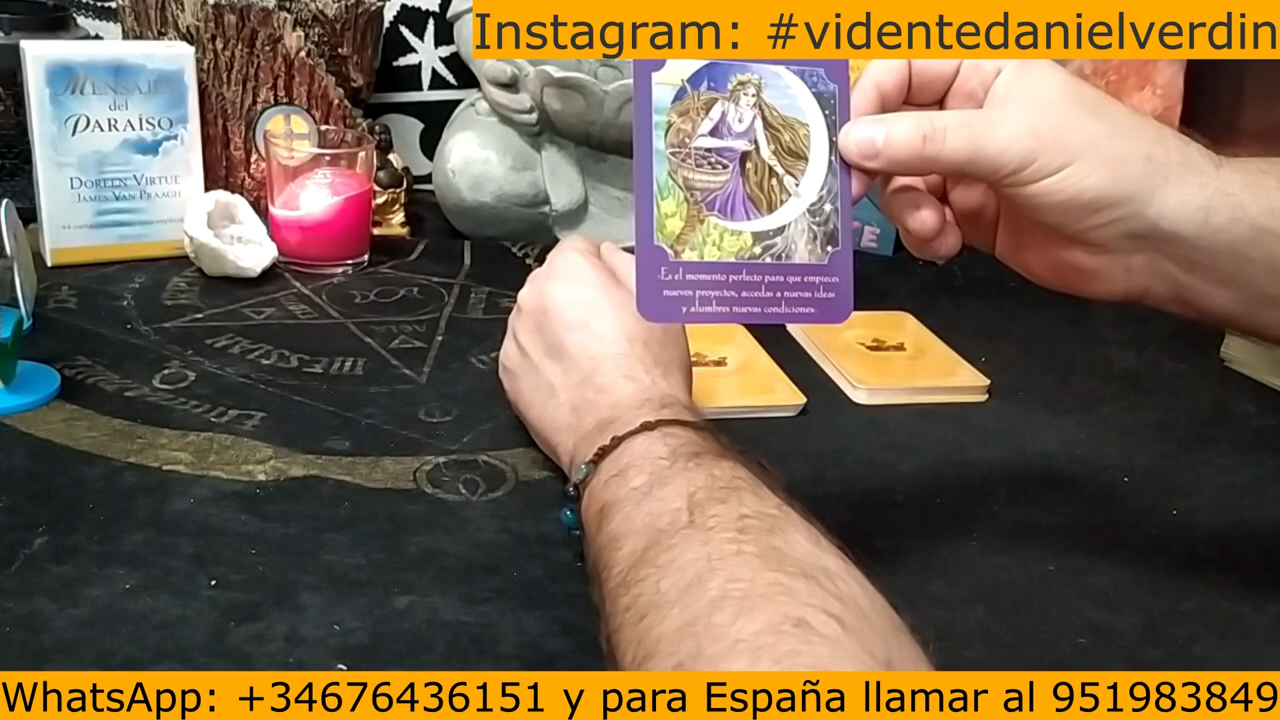 Instagram: #videntedanielverdin
MENSAJES
del
PARAÍSO
DOREEN VIRTUE
JAMES VAN PRAAGH
«Es el momento perfecto para que empieces
nuevos proyectos, accedas a nuevas ideas
y alumbres nuevas condiciones».
MESSIAH
WhatsApp: +34676436151 y para España llamar al 951983849